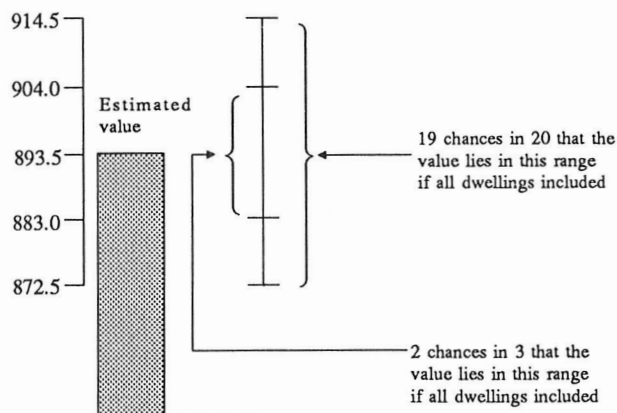 914.5
904.0
Estimated
value
893.5
19 chances in 20 that the
value lies in this range
if all dwellings included
883.0
872.5
2 chances in 3 that the
value lies in this range
if all dwellings included